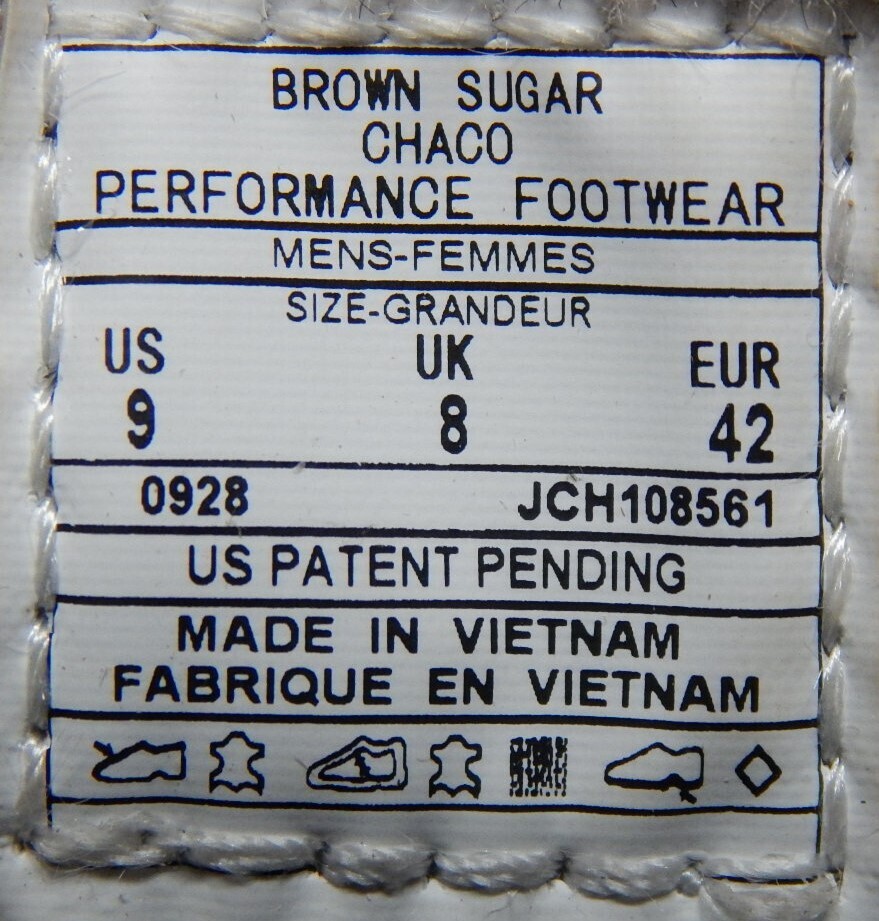 BROWN SUGAR
CHACO
PERFORMANCE FOOTWEAR
MENS-FEMMES
SIZE-GRANDEUR
US UK EUR
9 8 42
0928 JCH108561
US PATENT PENDING
MADE IN VIETNAM
FABRIQUE EN VIETNAM